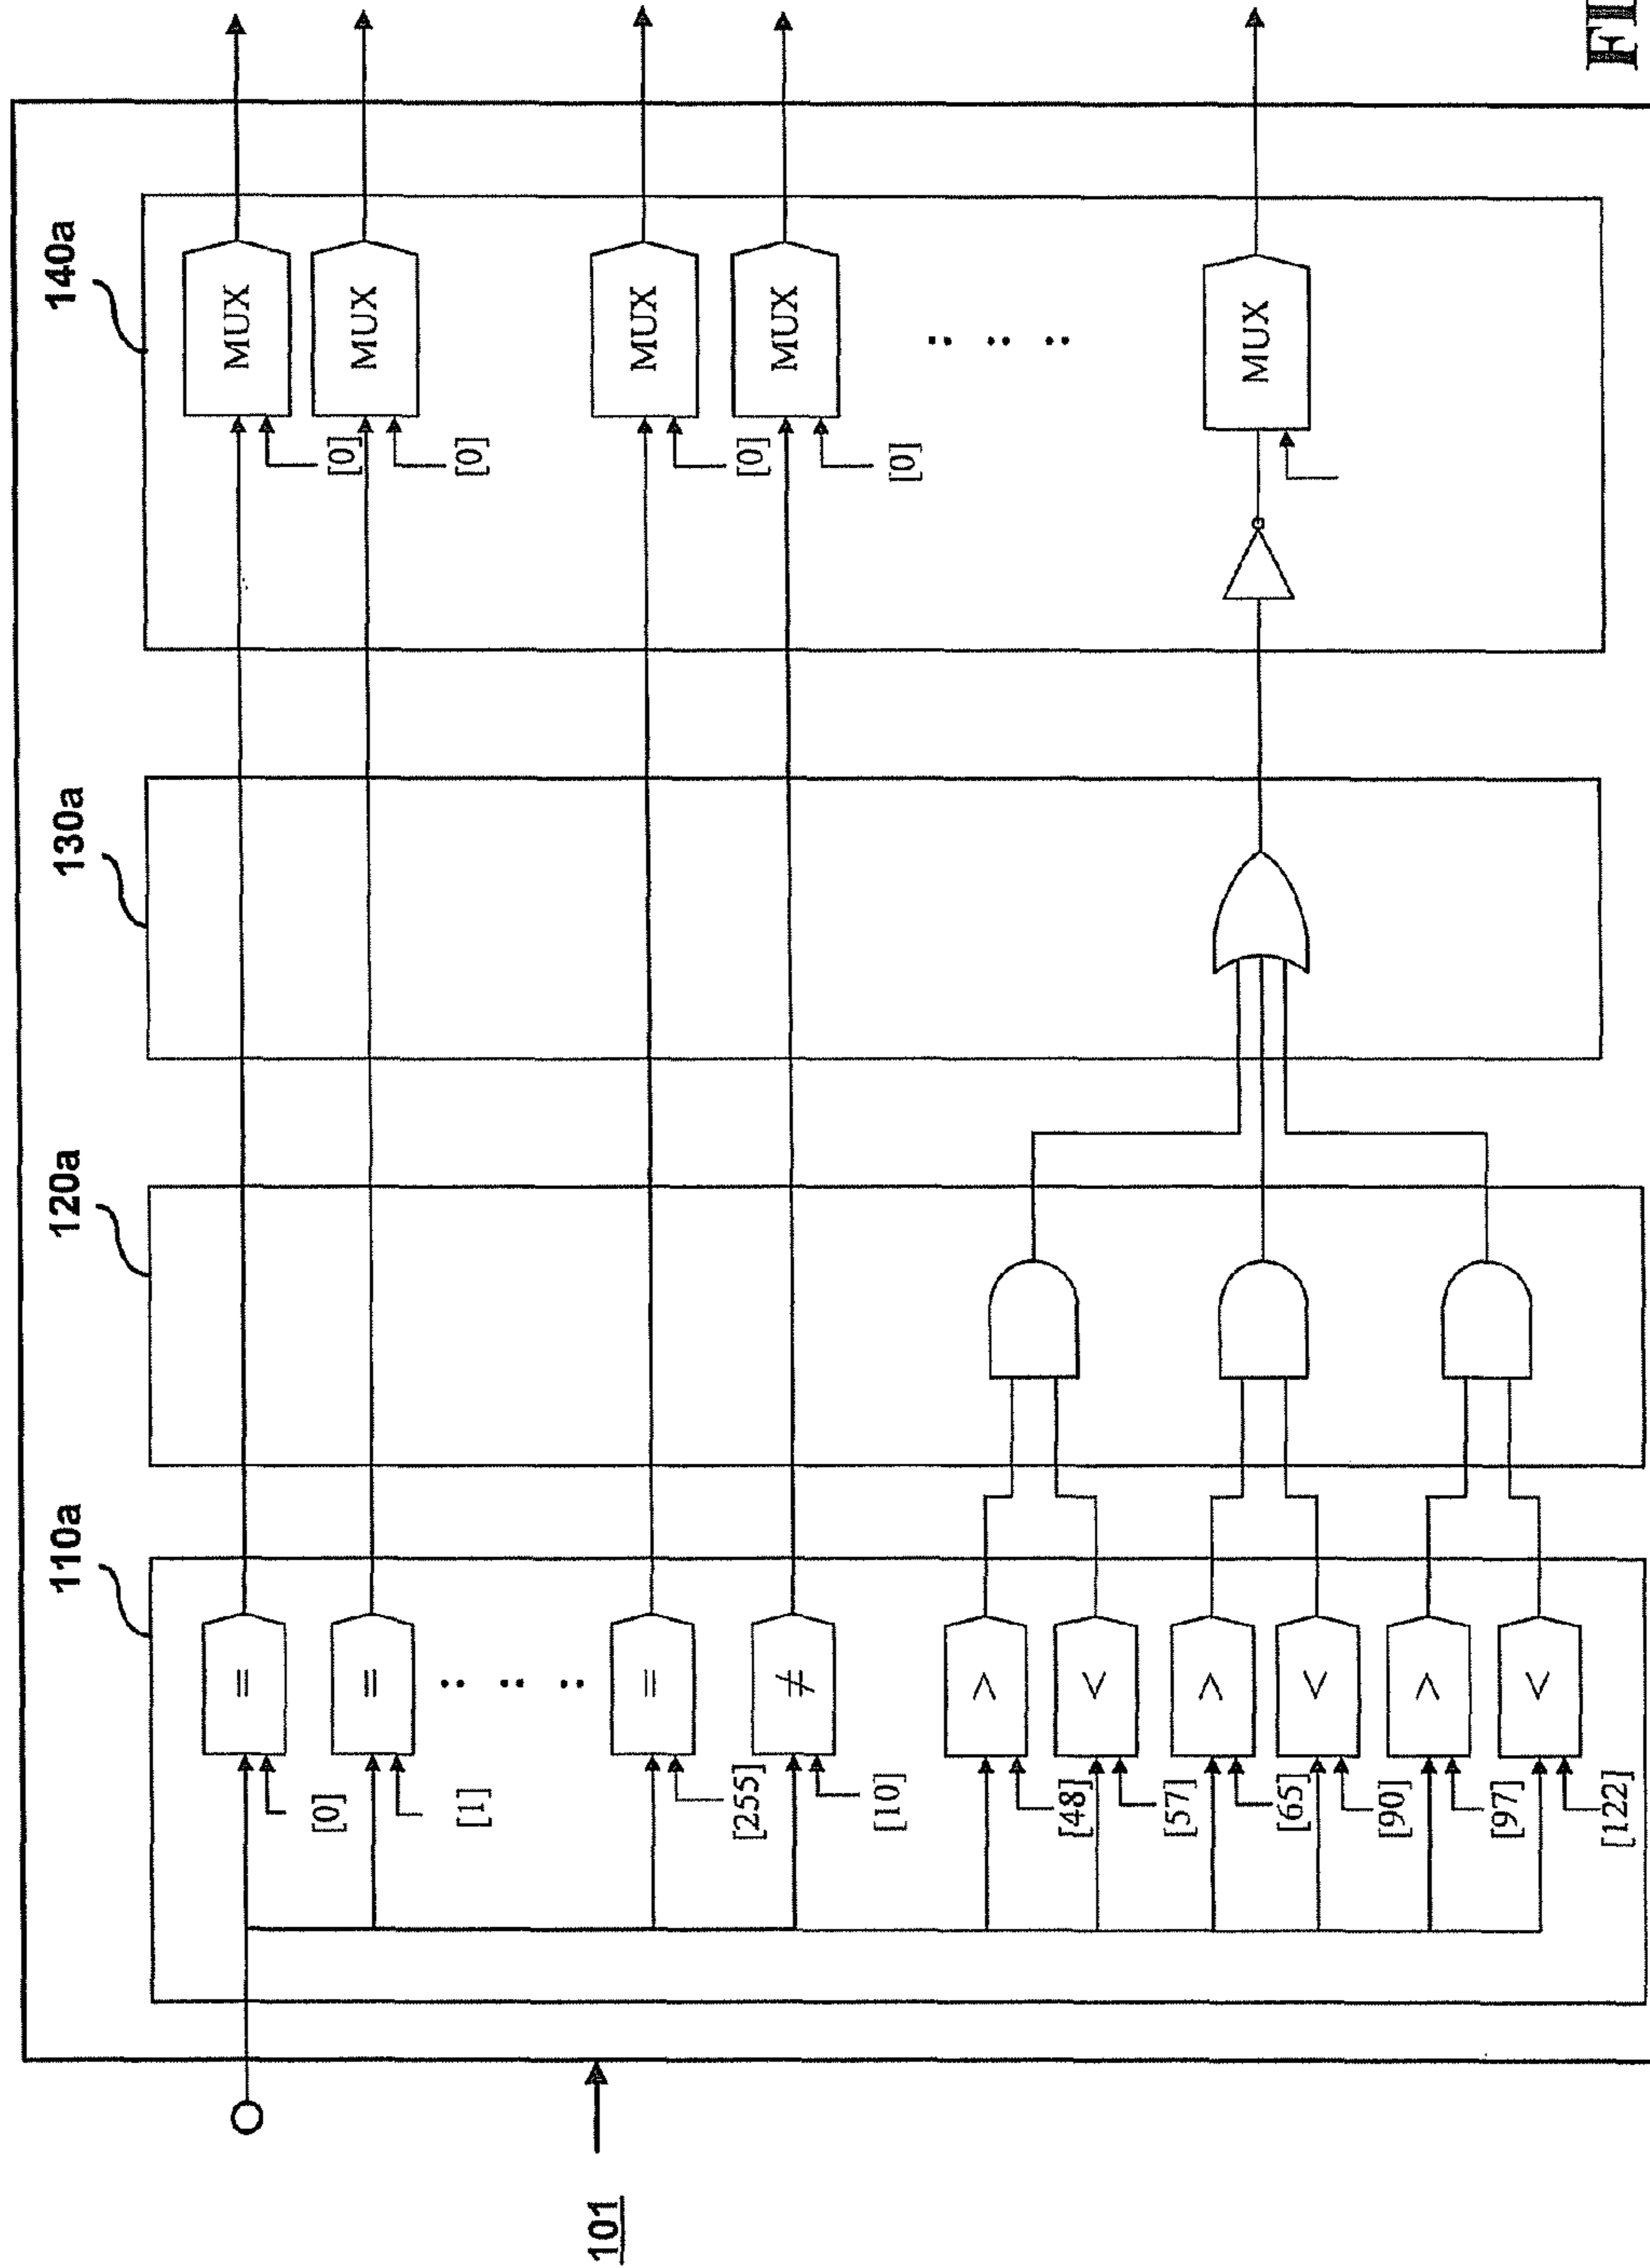 110a 120a 130a 140a
= MUX
[0] [0]
= MUX
[1] [0]
= MUX
[255] [0]
≠ MUX
[10] [0]
101
>
[48]
<
[57]
> MUX
[65]
<
[90]
>
[97]
<
[122]